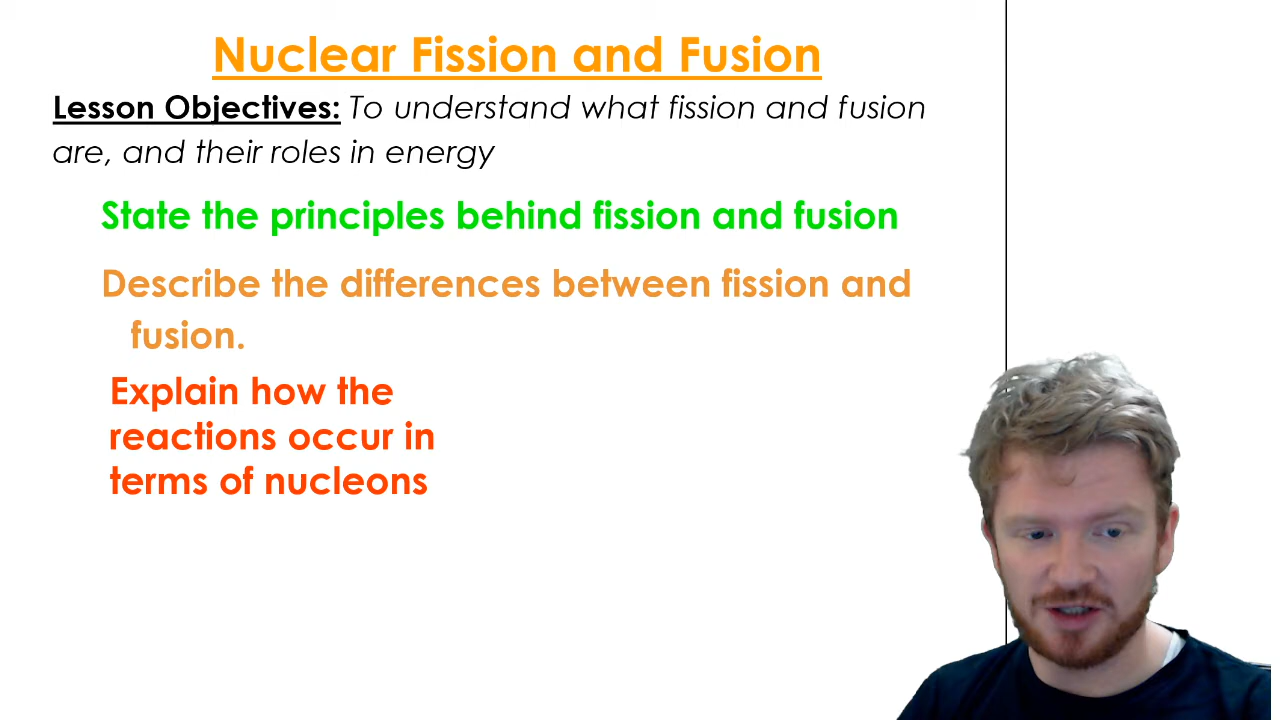 Nuclear Fission and Fusion
Lesson Objectives: To understand what fission and fusion
are, and their roles in energy
State the principles behind fission and fusion
Describe the differences between fission and
fusion.
Explain how the
reactions occur in
terms of nucleons